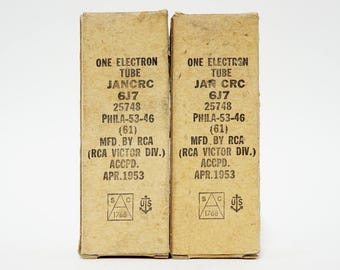 ONE ELECTRON
TUBE
JANCRC
6J7
25748
PHILA-53-46
(61)
MFD. BY RCA
(RCA VICTOR DIV.)
ACCPD.
APR.1953
S C
1766
U S
ONE ELECTRON
TUBE
JAN CRC
6J7
25748
PHILA-53-46
(61)
MFD. BY RCA
(RCA VICTOR DIV.)
ACCPD.
APR.1953
S C
1766
U S